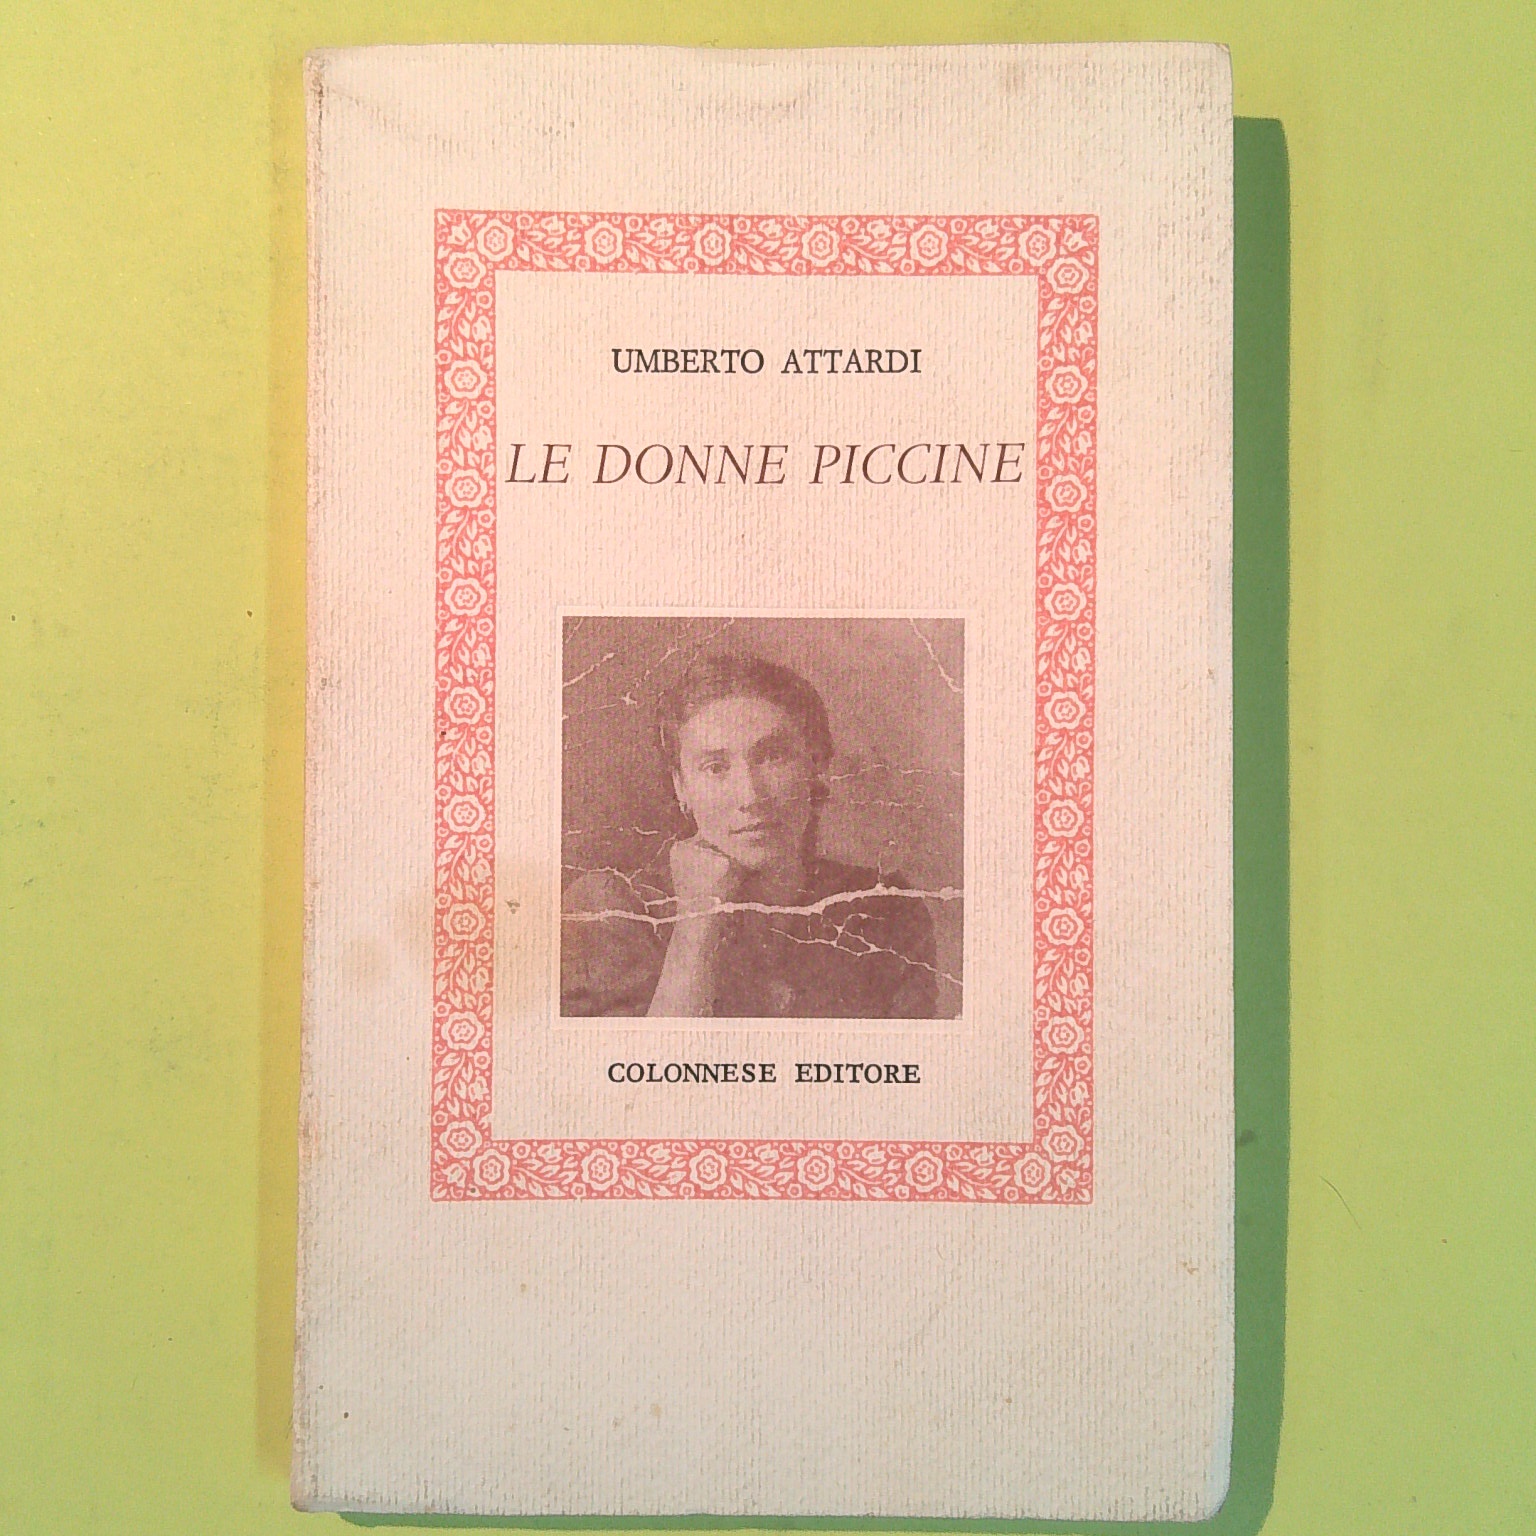 UMBERTO ATTARDI
LE DONNE PICCINE
COLONNESE EDITORE